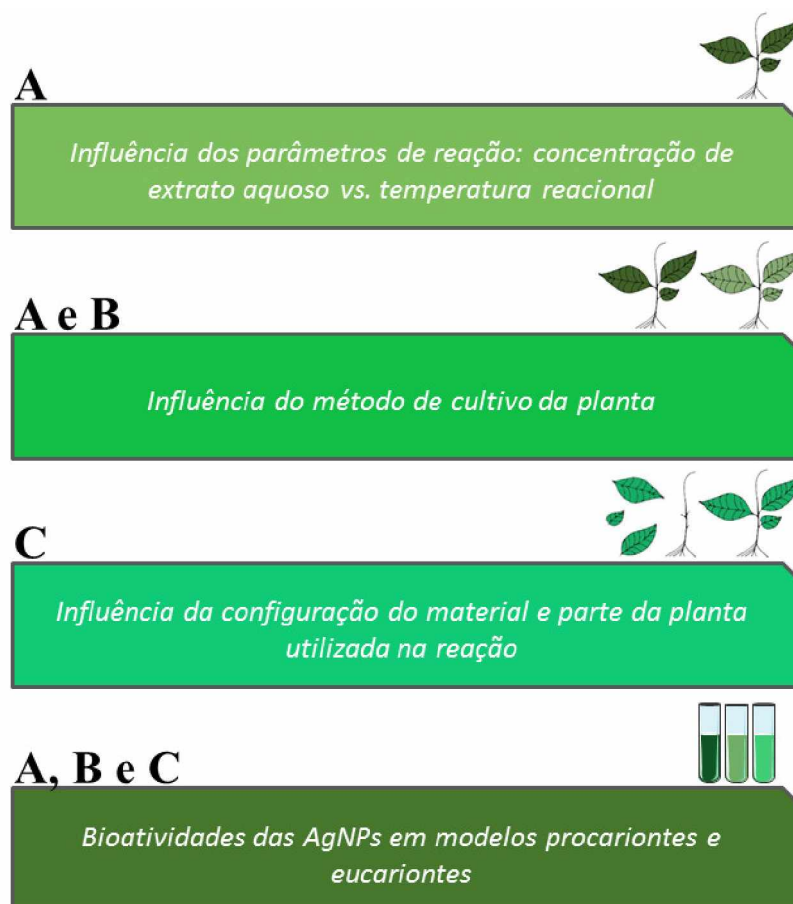 A
Influência dos parâmetros de reação: concentração de
extrato aquoso vs. temperatura reacional
A e B
Influência do método de cultivo da planta
C
Influência da configuração do material e parte da planta
utilizada na reação
A, B e C
Bioatividades das AgNPs em modelos procariontes e
eucariontes